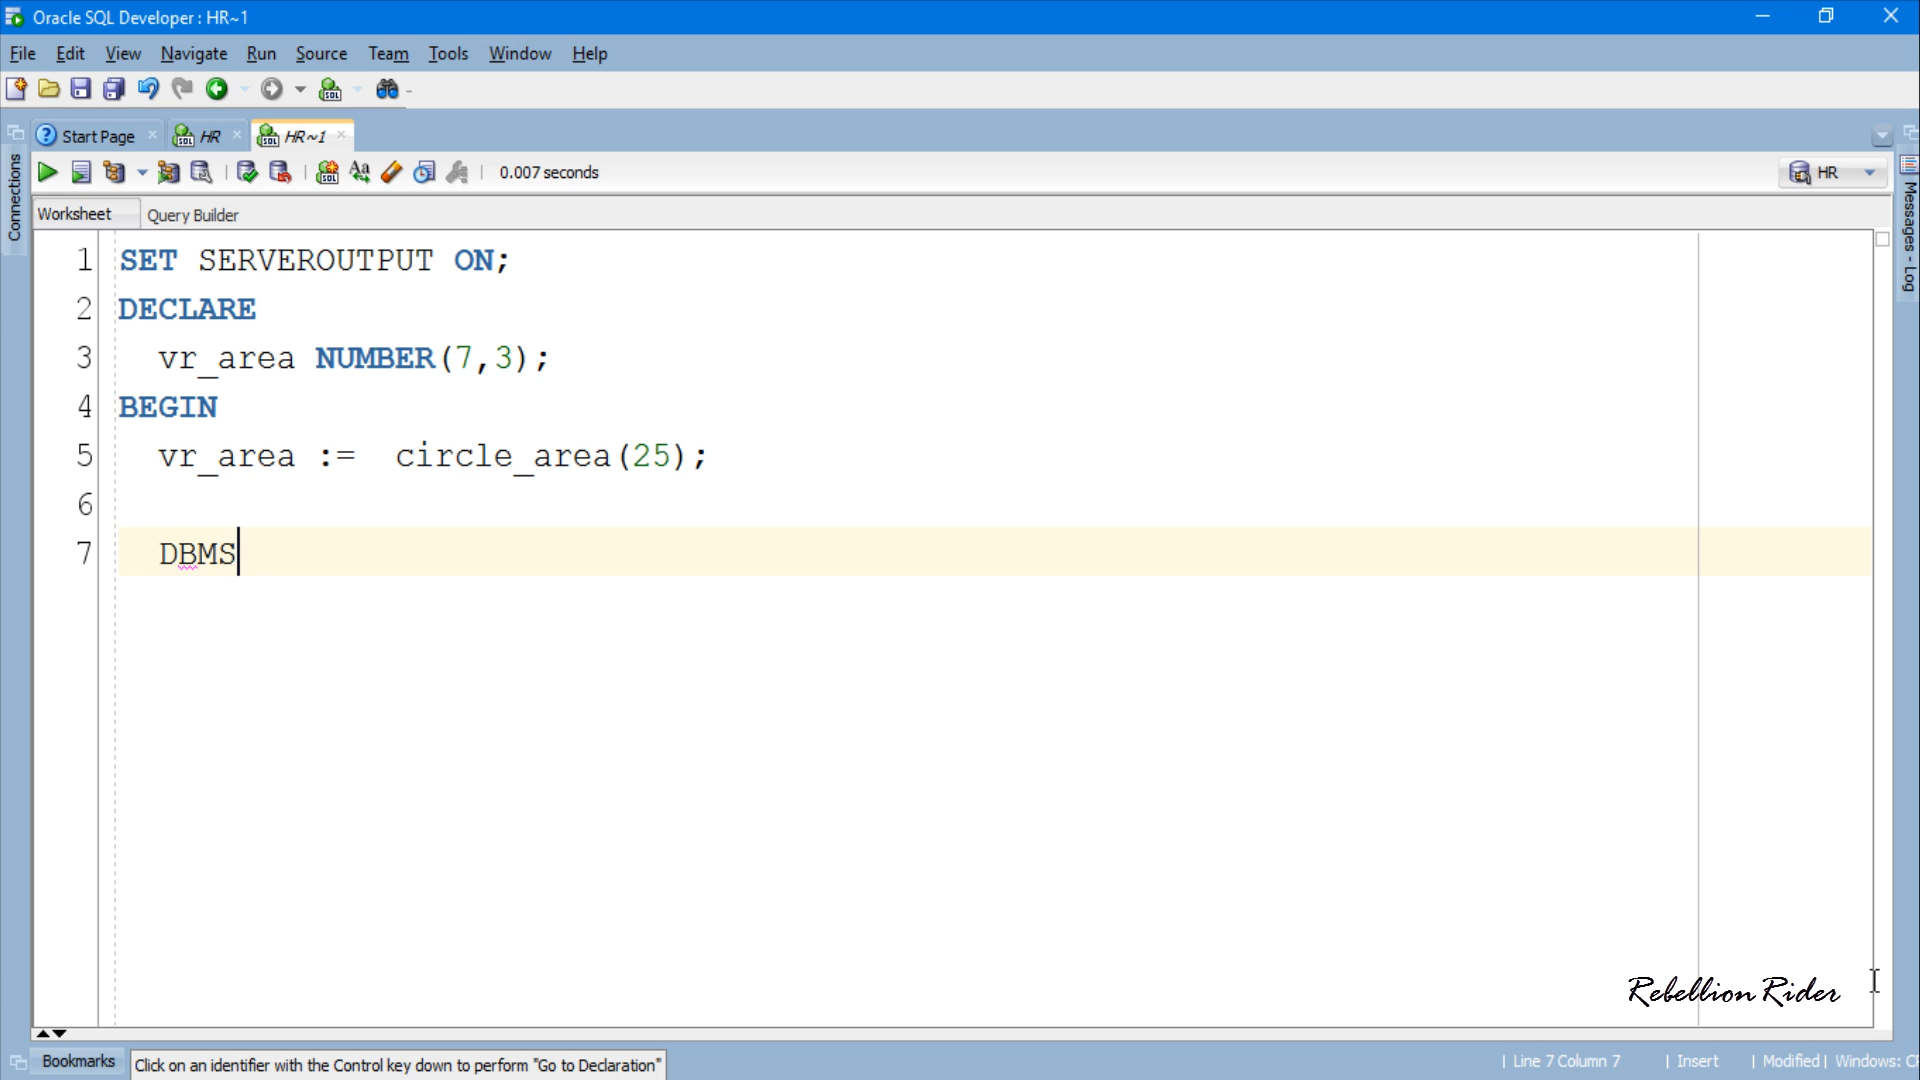 Oracle SQL Developer : HR~1
File Edit View Navigate Run Source Team Tools Window Help
Start Page HR HR~1
0.007 seconds HR
Worksheet Query Builder
Connections
Messages - Log
1 SET SERVEROUTPUT ON;
2 DECLARE
3 vr_area NUMBER(7,3);
4 BEGIN
5 vr_area := circle_area(25);
6
7 DBMS
Rebellion Rider
Bookmarks Click on an identifier with the Control key down to perform "Go to Declaration" | Line 7 Column 7 | Insert | Modified | Windows: